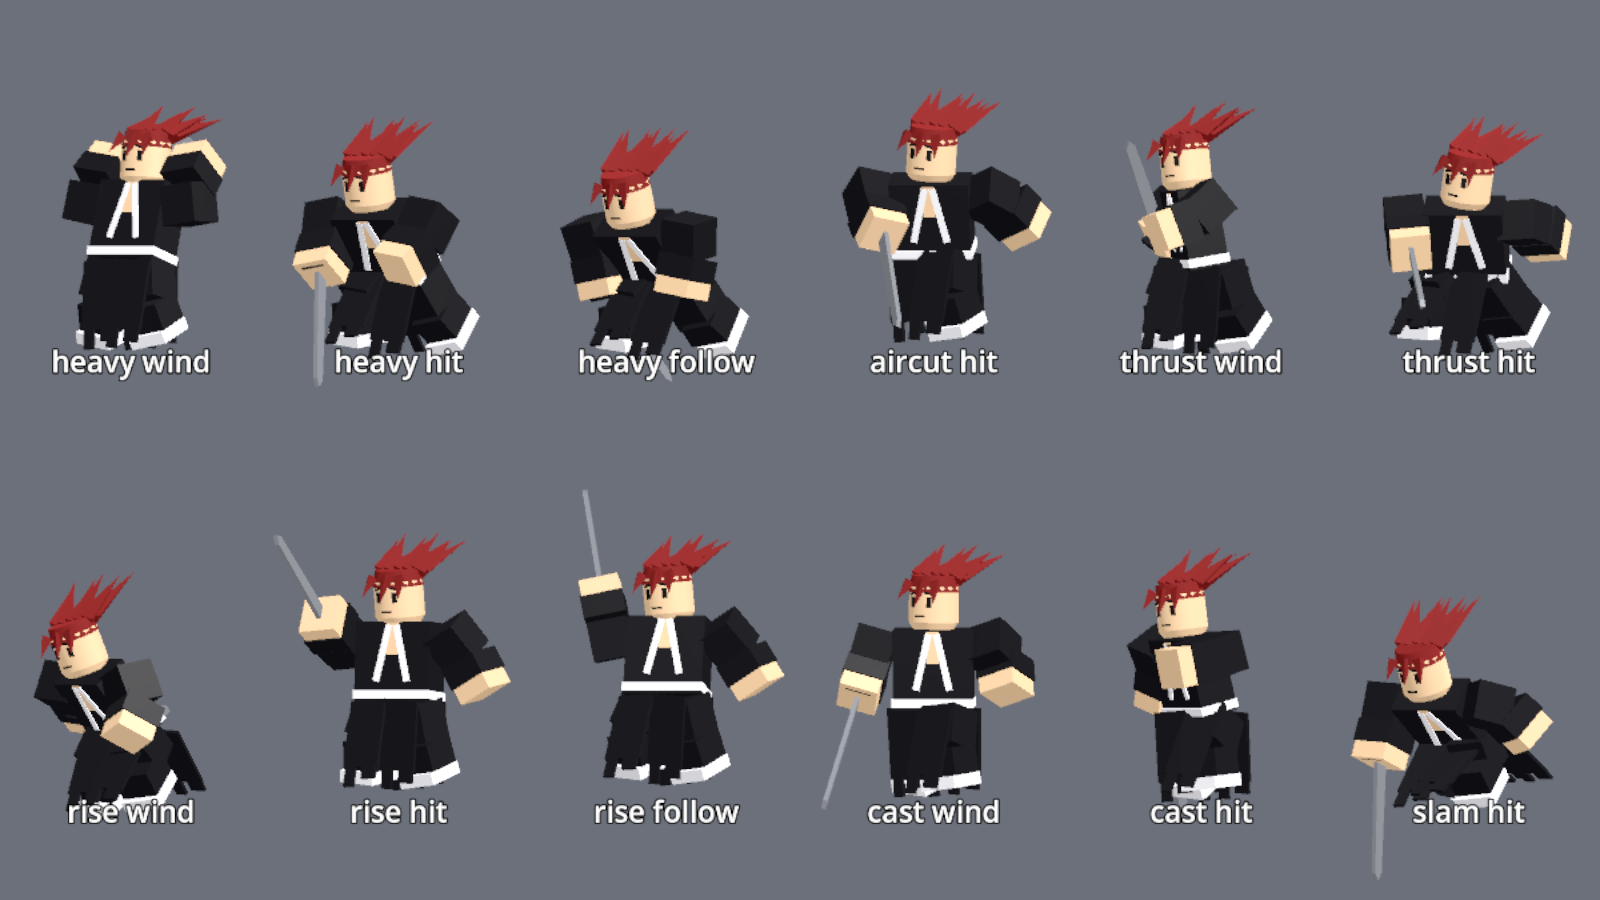 heavy wind
heavy hit
heavy follow
aircut hit
thrust wind
thrust hit
rise wind
rise hit
rise follow
cast wind
cast hit
slam hit